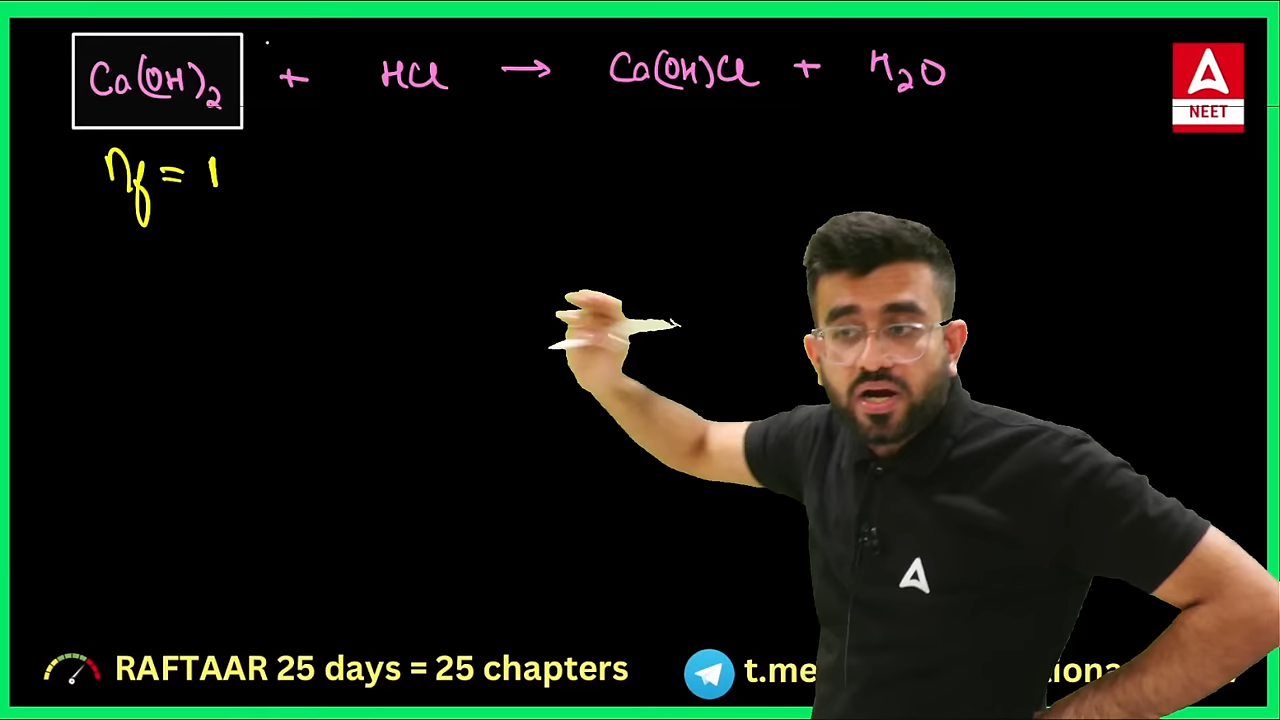 Ca(OH)₂ + HCl → Ca(OH)Cl + H₂O
NEET
nf = 1
RAFTAAR 25 days = 25 chapters
t.me